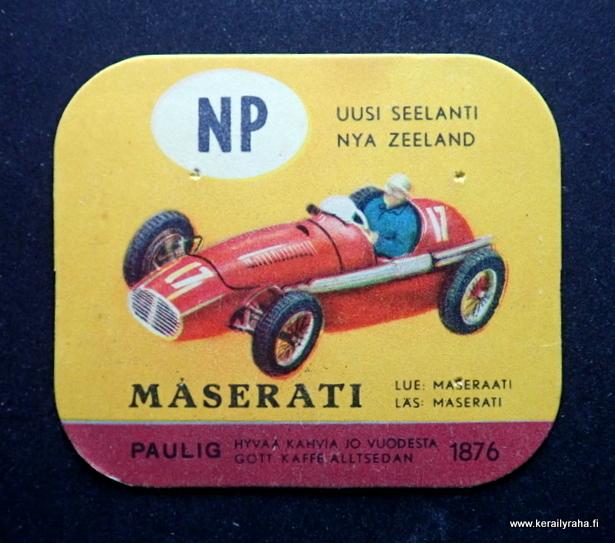 NP
UUSI SEELANTI
NYA ZEELAND
17
17
MASERATI
LUE: MASERAATI
LÄS: MASERATI
PAULIG
HYVÄÄ KAHVIA JO VUODESTA
GOTT KAFFE ALLTSEDAN
1876
www.kerailyraha.fi